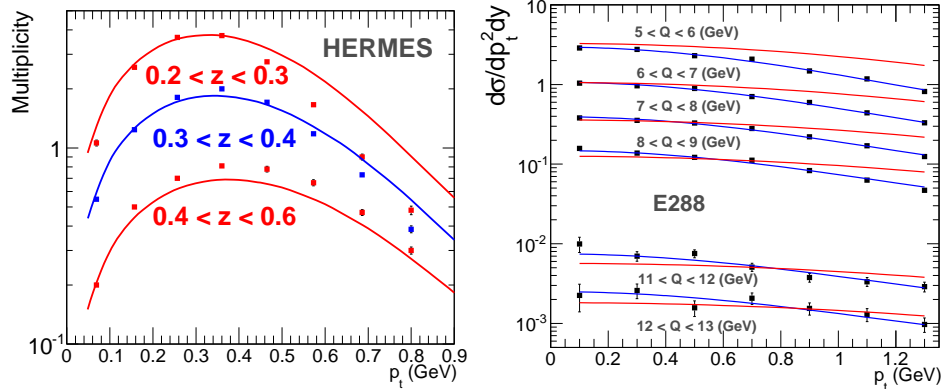 HERMES
Multiplicity
0.2 < z < 0.3
0.3 < z < 0.4
0.4 < z < 0.6
1
10⁻¹
0 0.1 0.2 0.3 0.4 0.5 0.6 0.7 0.8 0.9
pₜ (GeV)
dσ/dpₜ²dy
10
1
10⁻¹
10⁻²
10⁻³
5 < Q < 6 (GeV)
6 < Q < 7 (GeV)
7 < Q < 8 (GeV)
8 < Q < 9 (GeV)
E288
11 < Q < 12 (GeV)
12 < Q < 13 (GeV)
0 0.2 0.4 0.6 0.8 1 1.2
pₜ (GeV)